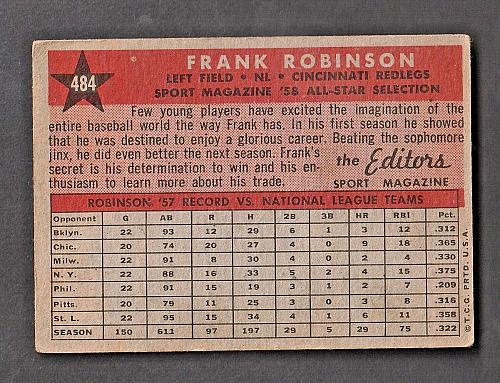 484
FRANK ROBINSON
LEFT FIELD • NL • CINCINNATI REDLEGS
SPORT MAGAZINE '58 ALL-STAR SELECTION
Few young players have excited the imagination of the
entire baseball world the way Frank has. In his first season he showed
that he was destined to enjoy a glorious career. Beating the sophomore
jinx, he did even better the next season. Frank's
secret is his determination to win and his en-
thusiasm to learn more about his trade.
the Editors
SPORT MAGAZINE
ROBINSON: '57 RECORD VS. NATIONAL LEAGUE TEAMS
Opponent G AB R H 2B 3B HR RBI Pct.
Bklyn. 22 93 12 29 6 1 3 12 .312
Chic. 20 74 20 27 4 0 9 18 .365
Milw. 22 91 8 30 4 0 2 4 .330
N. Y. 22 88 16 33 5 2 4 15 .375
Phil. 22 91 15 19 3 1 2 7 .209
Pitts. 20 79 11 25 3 0 3 8 .316
St. L. 22 95 15 34 4 1 6 11 .358
SEASON 150 611 97 197 29 5 29 75 .322
© T.C.G. PRTD. U.S.A.